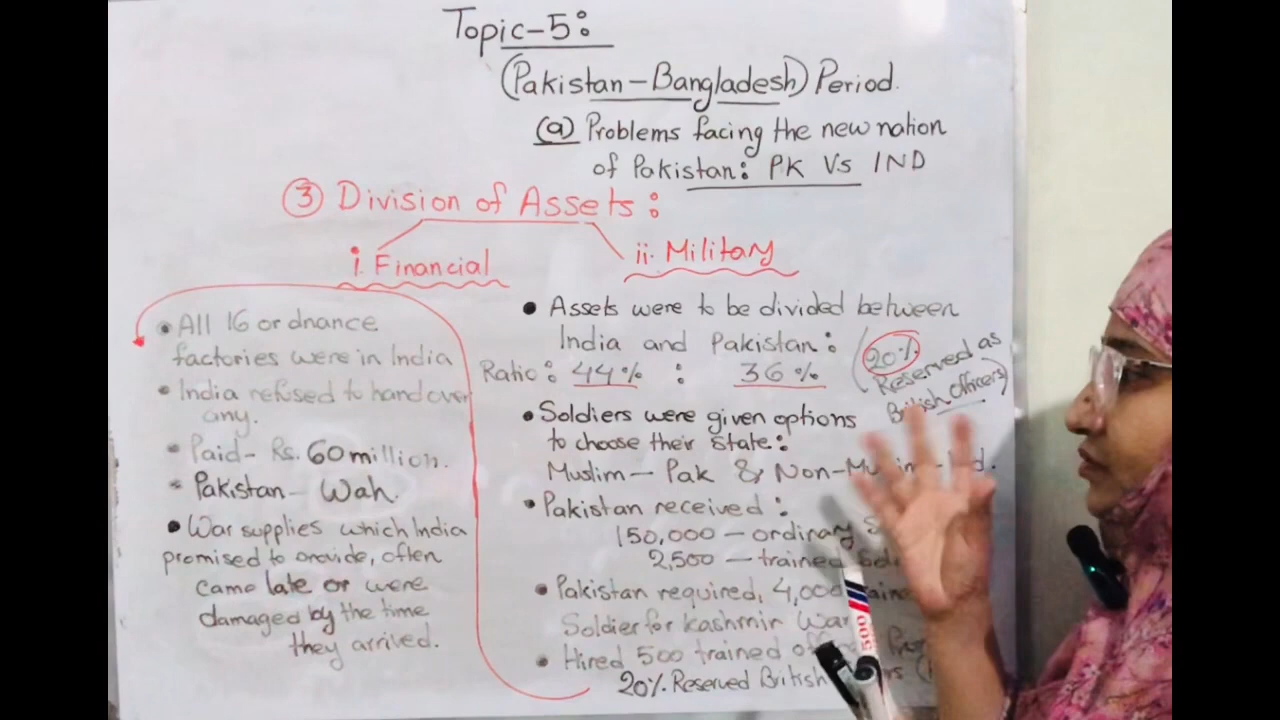 Topic-5:
(Pakistan-Bangladesh) Period.
(a) Problems facing the new nation
of Pakistan: PK Vs IND
③ Division of Assets:
i. Financial
ii. Military
• Assets were to be divided between
India and Pakistan:
Ratio: 44% : 36%
(20%
Reserved as
British Officers)
• Soldiers were given options
to choose their state:
Muslim - Pak & Non-
• Pakistan received:
150,000 - ordinary
2,500 - trained
• Pakistan required, 4,000
Soldier for Kashmir War
• Hired 500 trained
20% Reserved British
• All 16 ordnance
factories were in India
• India refused to hand over
any.
• Paid - Rs. 60 million.
• Pakistan - Wah.
• War supplies which India
promised to provide, often
came late or were
damaged by the time
they arrived.
500